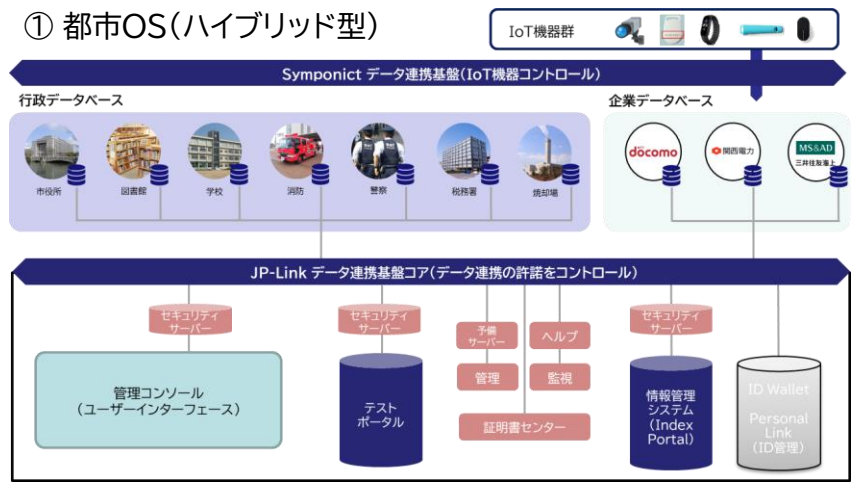 ① 都市OS(ハイブリッド型)
IoT機器群
Symponict データ連携基盤(IoT機器コントロール)
行政データベース
企業データベース
市役所
図書館
学校
消防
警察
税務署
焼却場
döcomo
関西電力
MS&AD
三井住友海上
JP-Link データ連携基盤コア(データ連携の許諾をコントロール)
セキュリティ
サーバー
セキュリティ
サーバー
予備
サーバー
ヘルプ
セキュリティ
サーバー
管理
監視
証明書センター
管理コンソール
(ユーザーインターフェース)
テスト
ポータル
情報管理
システム
(Index
Portal)
ID Wallet
Personal
Link
(ID管理)